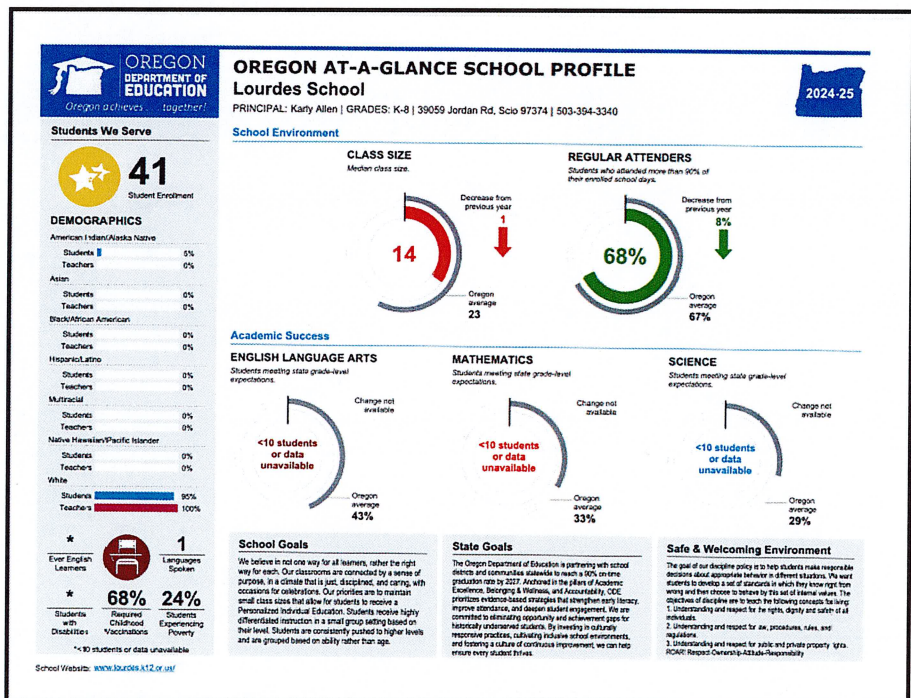 OREGON
DEPARTMENT OF
EDUCATION
Oregon achieves . . . together!
OREGON AT-A-GLANCE SCHOOL PROFILE
Lourdes School
PRINCIPAL: Karly Allen | GRADES: K-8 | 39059 Jordan Rd, Scio 97374 | 503-394-3340
2024-25
Students We Serve
41
Student Enrollment
DEMOGRAPHICS
American Indian/Alaska Native
Students 5%
Teachers 0%
Asian
Students 0%
Teachers 0%
Black/African American
Students 0%
Teachers 0%
Hispanic/Latino
Students 0%
Teachers 0%
Multiracial
Students 0%
Teachers 0%
Native Hawaiian/Pacific Islander
Students 0%
Teachers 0%
White
Students 95%
Teachers 100%
*
Ever English
Learners
1
Languages
Spoken
*
Students
with
Disabilities
68%
Required
Childhood
Vaccinations
24%
Students
Experiencing
Poverty
*<10 students or data unavailable
School Environment
CLASS SIZE
Median class size.
14
Decrease from
previous year
1
Oregon
average
23
REGULAR ATTENDERS
Students who attended more than 90% of
their enrolled school days.
68%
Decrease from
previous year
8%
Oregon
average
67%
Academic Success
ENGLISH LANGUAGE ARTS
Students meeting state grade-level
expectations.
Change not
available
<10 students
or data
unavailable
Oregon
average
43%
MATHEMATICS
Students meeting state grade-level
expectations.
Change not
available
<10 students
or data
unavailable
Oregon
average
33%
SCIENCE
Students meeting state grade-level
expectations.
Change not
available
<10 students
or data
unavailable
Oregon
average
29%
School Goals
We believe in not one way for all learners, rather the right
way for each. Our classrooms are connected by a sense of
purpose, in a climate that is just, disciplined, and caring, with
occasions for celebrations. Our priorities are to maintain
small class sizes that allow for students to receive a
Personalized Individual Education. Students receive highly
differentiated instruction in a small group setting based on
their level. Students are consistently pushed to higher levels
and are grouped based on ability rather than age.
State Goals
The Oregon Department of Education is partnering with school
districts and communities statewide to reach a 90% on-time
graduation rate by 2027. Anchored in the pillars of Academic
Excellence, Belonging & Wellness, and Accountability, ODE
prioritizes evidence-based strategies that strengthen early literacy,
improve attendance, and deepen student engagement. We are
committed to eliminating opportunity and achievement gaps for
historically underserved students. By investing in culturally
responsive practices, cultivating inclusive school environments,
and fostering a culture of continuous improvement, we can help
ensure every student thrives.
Safe & Welcoming Environment
The goal of our discipline policy is to help students make responsible
decisions about appropriate behavior in different situations. We want
students to develop a set of standards in which they know right from
wrong and then choose to behave by this set of internal values. The
objectives of discipline are to teach the following concepts for living:
1. Understanding and respect for the rights, dignity and safety of all
individuals.
2. Understanding and respect for law, procedures, rules, and
regulations.
3. Understanding and respect for public and private property rights.
ROAR! Respect-Ownership-Attitude-Responsibility
School Website: www.lourdes.k12.or.us/